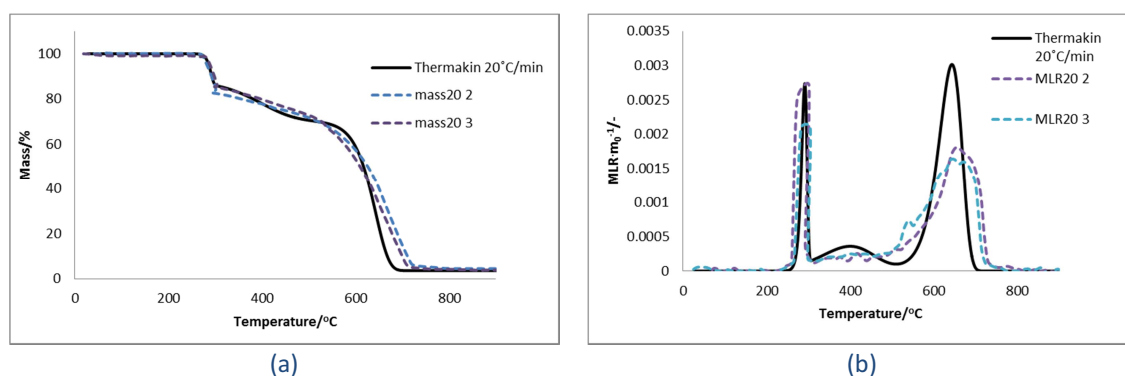 100
80
60
40
20
0
Mass/%
0 200 400 600 800
Temperature/°C
Thermakin 20˚C/min
mass20 2
mass20 3
(a)
0.0035
0.003
0.0025
0.002
0.0015
0.001
0.0005
0
MLR·m₀⁻¹/-
0 200 400 600 800
Temperature/°C
Thermakin
20˚C/min
MLR20 2
MLR20 3
(b)